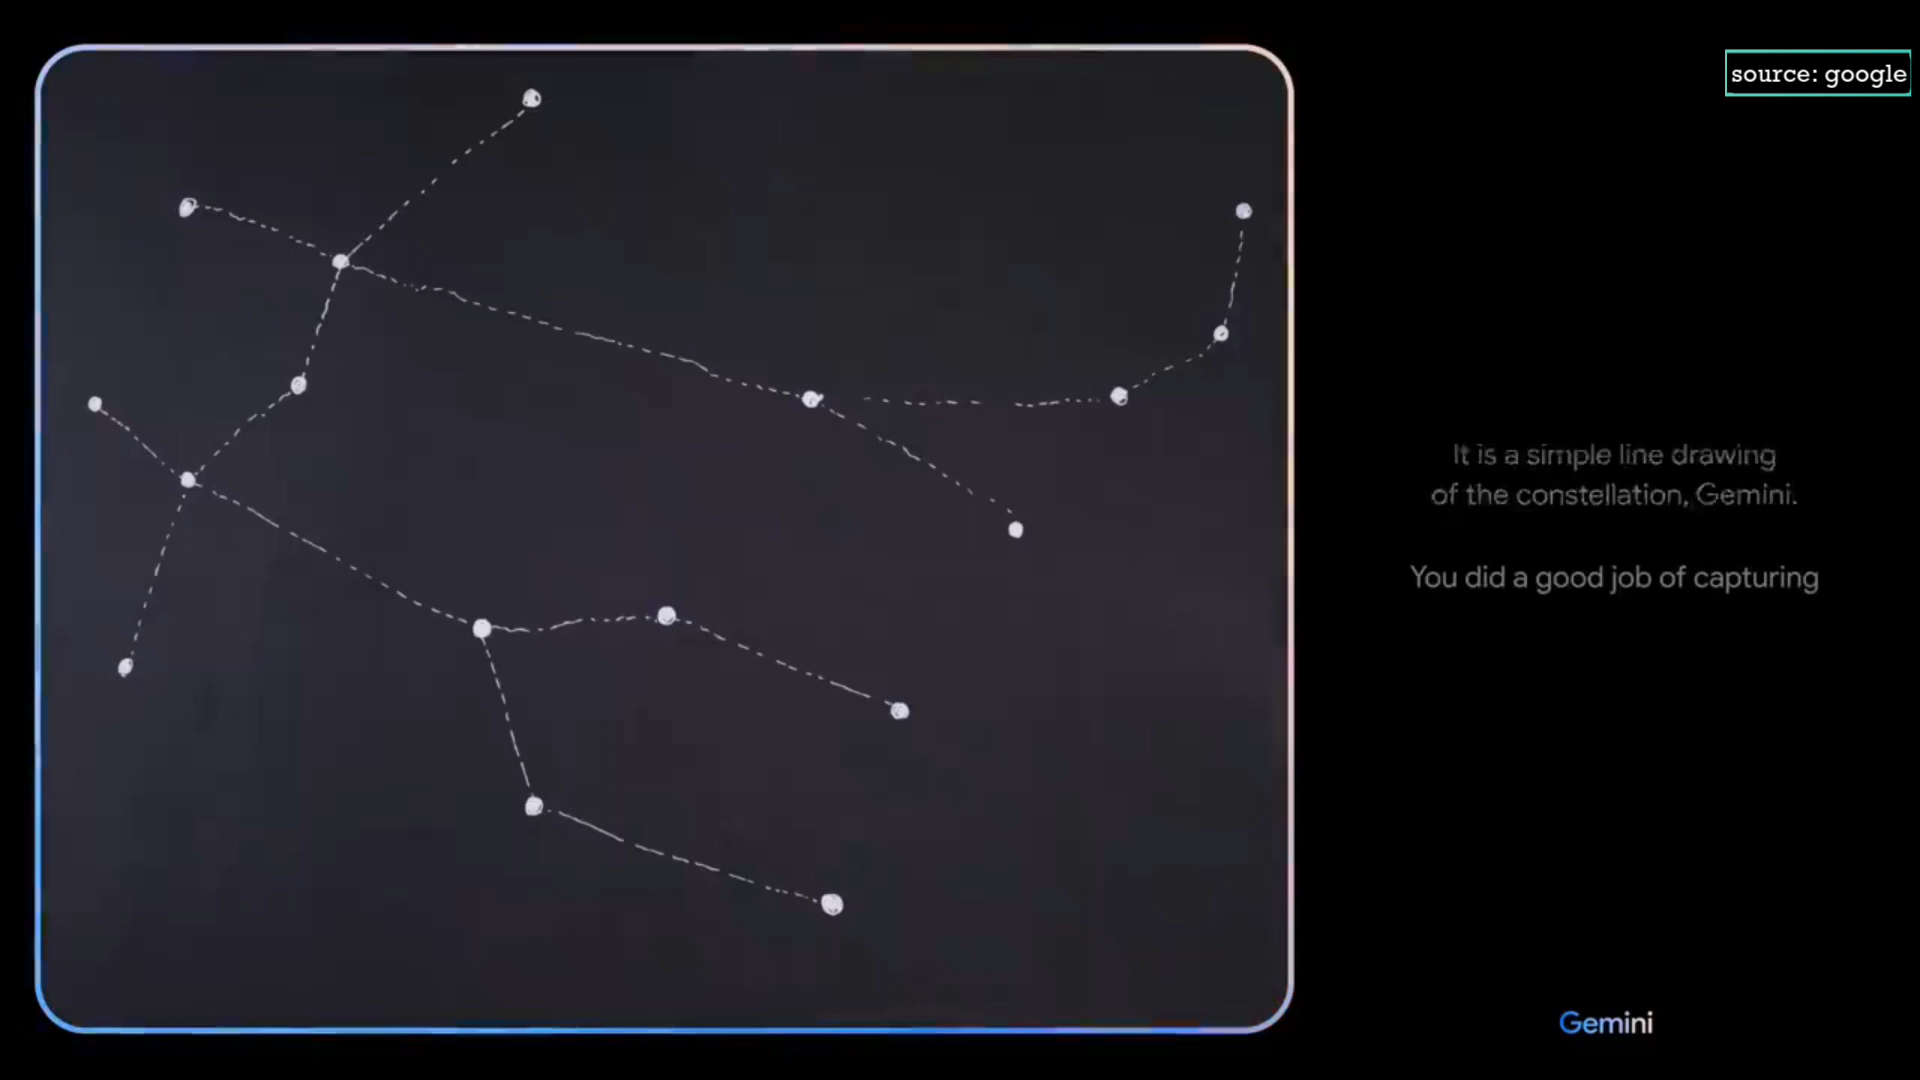 source: google
It is a simple line drawing
of the constellation, Gemini.
You did a good job of capturing
Gemini